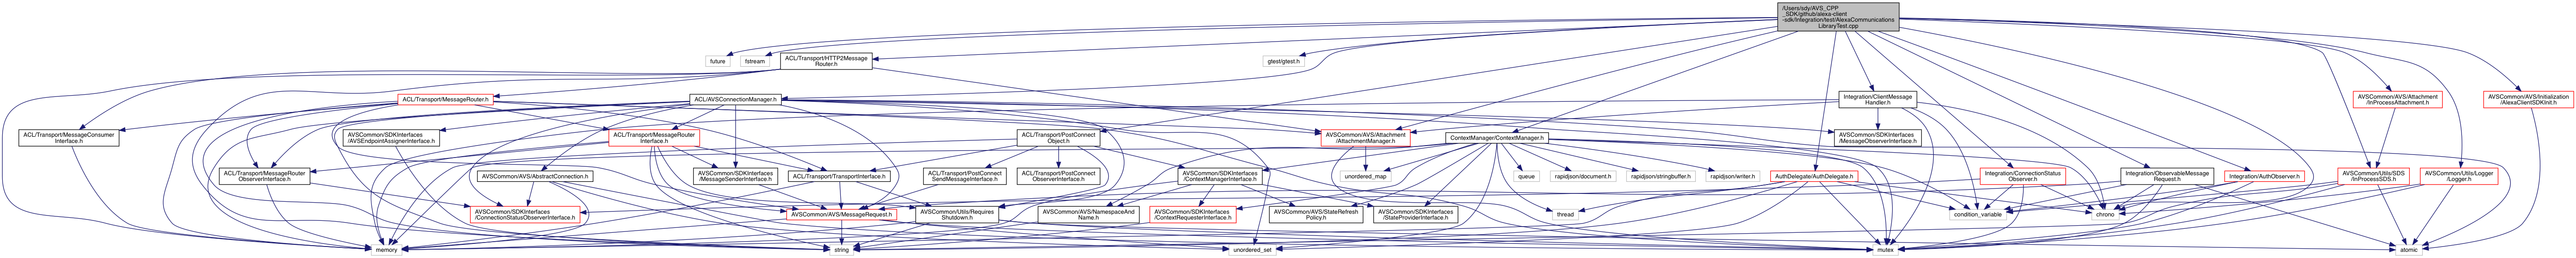 /Users/sdy/AVS_CPP
_SDK/github/alexa-client
-sdk/Integration/test/AlexaCommunications
LibraryTest.cpp
future
fstream
ACL/Transport/HTTP2Message
Router.h
gtest/gtest.h
ACL/Transport/MessageRouter.h
ACL/AVSConnectionManager.h
Integration/ClientMessage
Handler.h
AVSCommon/AVS/Attachment
/InProcessAttachment.h
AVSCommon/AVS/Initialization
/AlexaClientSDKInit.h
ACL/Transport/MessageConsumer
Interface.h
AVSCommon/SDKInterfaces
/AVSEndpointAssignerInterface.h
ACL/Transport/MessageRouter
Interface.h
ACL/Transport/PostConnect
Object.h
AVSCommon/AVS/Attachment
/AttachmentManager.h
ContextManager/ContextManager.h
AVSCommon/SDKInterfaces
/MessageObserverInterface.h
ACL/Transport/MessageRouter
ObserverInterface.h
AVSCommon/AVS/AbstractConnection.h
AVSCommon/SDKInterfaces
/MessageSenderInterface.h
ACL/Transport/TransportInterface.h
ACL/Transport/PostConnect
SendMessageInterface.h
ACL/Transport/PostConnect
ObserverInterface.h
AVSCommon/SDKInterfaces
/ContextManagerInterface.h
unordered_map
queue
rapidjson/document.h
rapidjson/stringbuffer.h
rapidjson/writer.h
AuthDelegate/AuthDelegate.h
Integration/ConnectionStatus
Observer.h
Integration/ObservableMessage
Request.h
Integration/AuthObserver.h
AVSCommon/Utils/SDS
/InProcessSDS.h
AVSCommon/Utils/Logger
/Logger.h
AVSCommon/SDKInterfaces
/ConnectionStatusObserverInterface.h
AVSCommon/AVS/MessageRequest.h
AVSCommon/Utils/Requires
Shutdown.h
AVSCommon/AVS/NamespaceAnd
Name.h
AVSCommon/SDKInterfaces
/ContextRequesterInterface.h
AVSCommon/AVS/StateRefresh
Policy.h
AVSCommon/SDKInterfaces
/StateProviderInterface.h
thread
condition_variable
chrono
memory
string
unordered_set
mutex
atomic